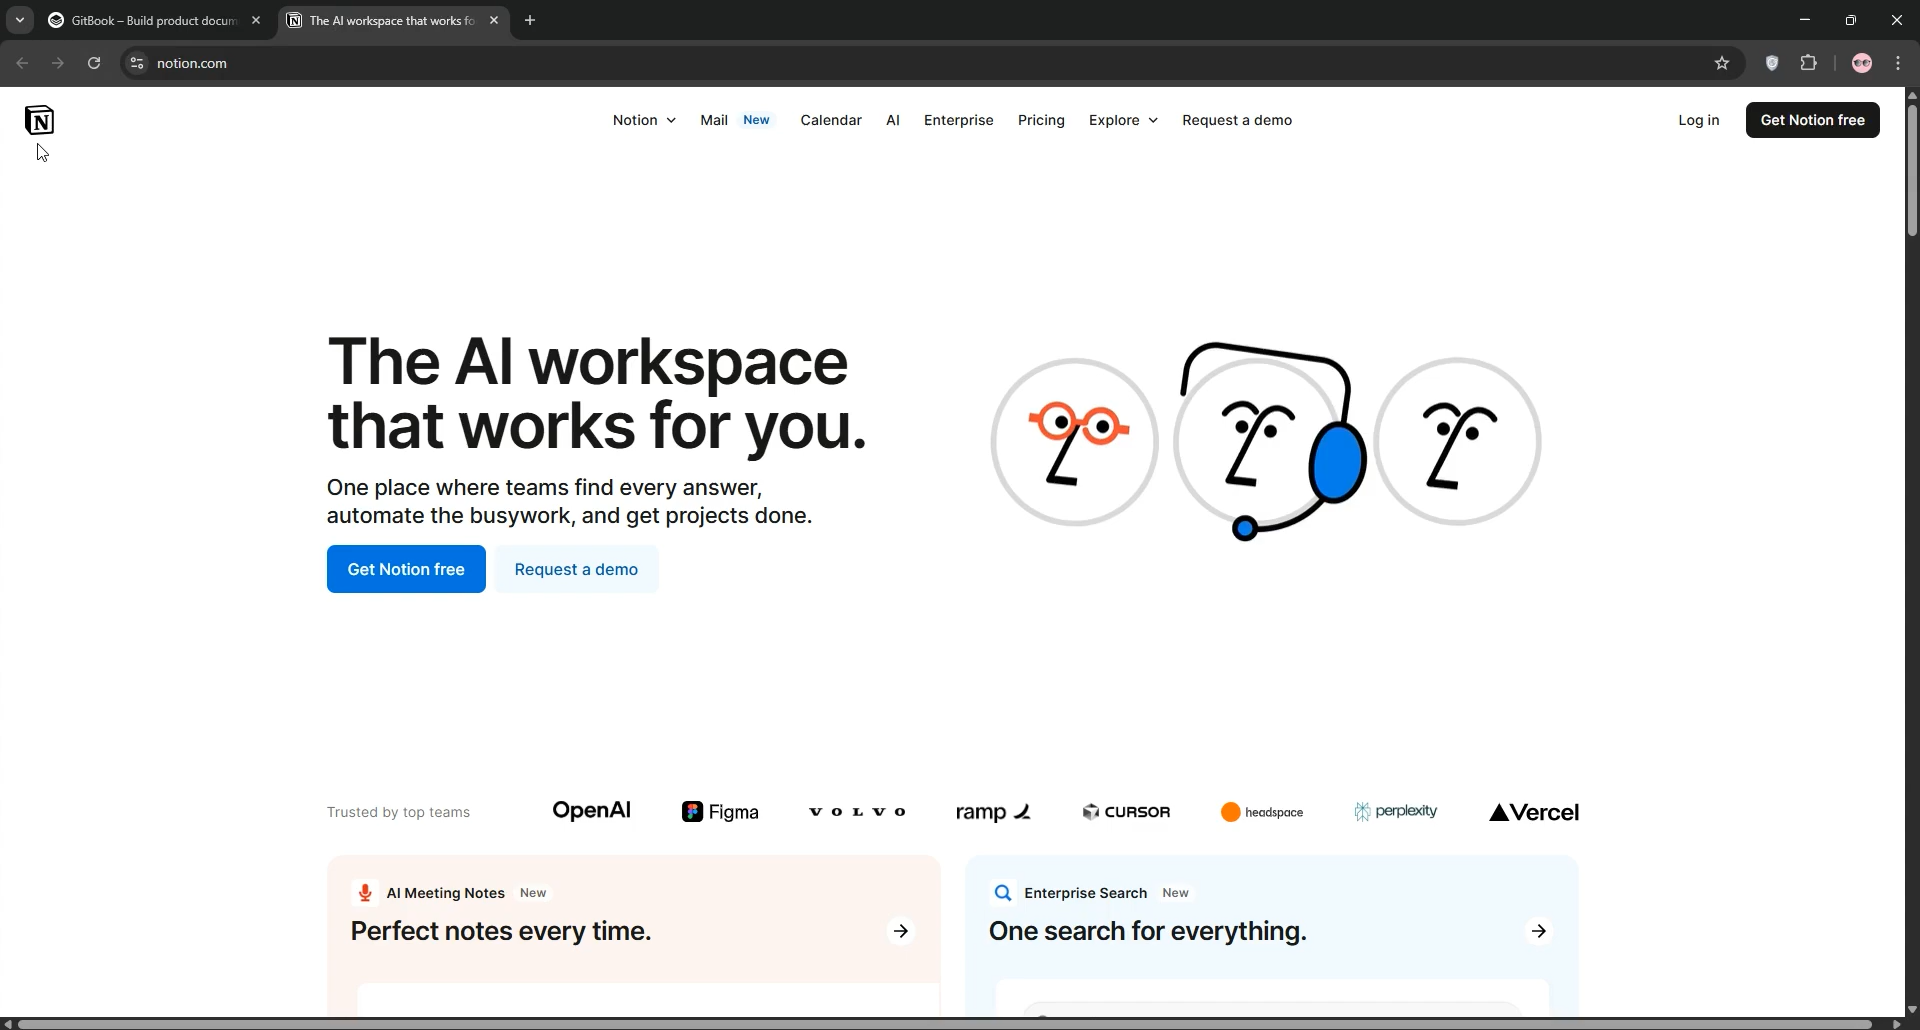 GitBook – Build product docum
The AI workspace that works fo
notion.com
N
Notion
Mail New
Calendar
AI
Enterprise
Pricing
Explore
Request a demo
Log in
Get Notion free
The AI workspace
that works for you.
One place where teams find every answer,
automate the busywork, and get projects done.
Get Notion free
Request a demo
Trusted by top teams
OpenAI
Figma
VOLVO
ramp
CURSOR
headspace
perplexity
Vercel
AI Meeting Notes New
Perfect notes every time.
Enterprise Search New
One search for everything.